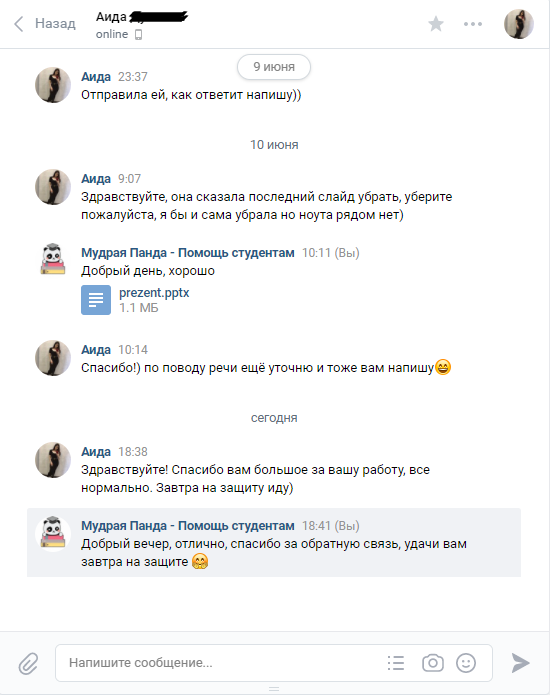 Назад
Аида
online
9 июня
Аида 23:37
Отправила ей, как ответит напишу))
10 июня
Аида 9:07
Здравствуйте, она сказала последний слайд убрать, уберите
пожалуйста, я бы и сама убрала но ноута рядом нет)
Мудрая Панда - Помощь студентам 10:11 (Вы)
Добрый день, хорошо
prezent.pptx
1.1 МБ
Аида 10:14
Спасибо!) по поводу речи ещё уточню и тоже вам напишу😄
сегодня
Аида 18:38
Здравствуйте! Спасибо вам большое за вашу работу, все
нормально. Завтра на защиту иду)
Мудрая Панда - Помощь студентам 18:41 (Вы)
Добрый вечер, отлично, спасибо за обратную связь, удачи вам
завтра на защите 🤗
Напишите сообщение...